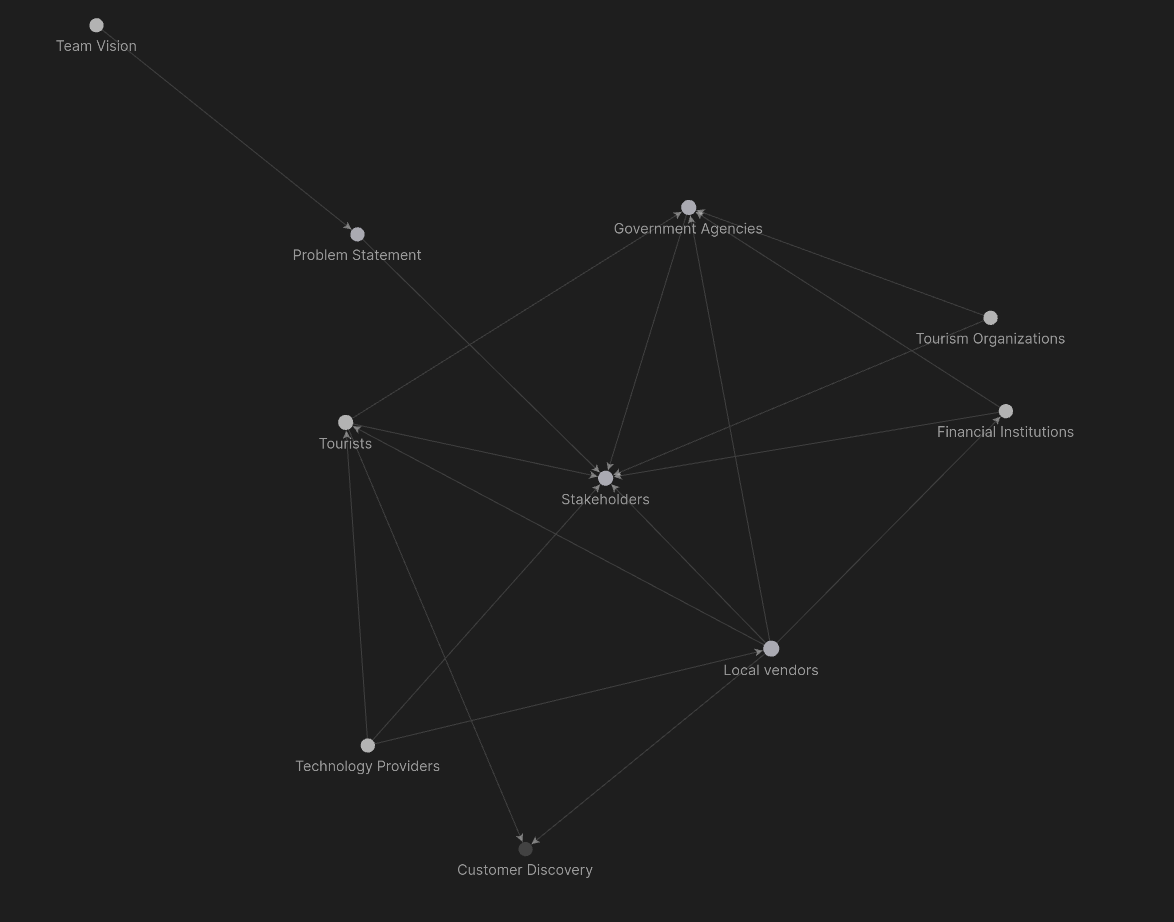 Team Vision
Government Agencies
Problem Statement
Tourism Organizations
Financial Institutions
Tourists
Stakeholders
Local vendors
Technology Providers
Customer Discovery